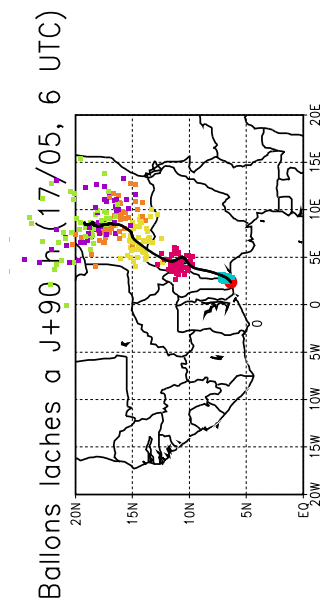 Ballons laches a J+90 h (17/05, 6 UTC)
20N
15N
10N
5N
EQ
20W
15W
10W
5W
0
5E
10E
15E
20E
0